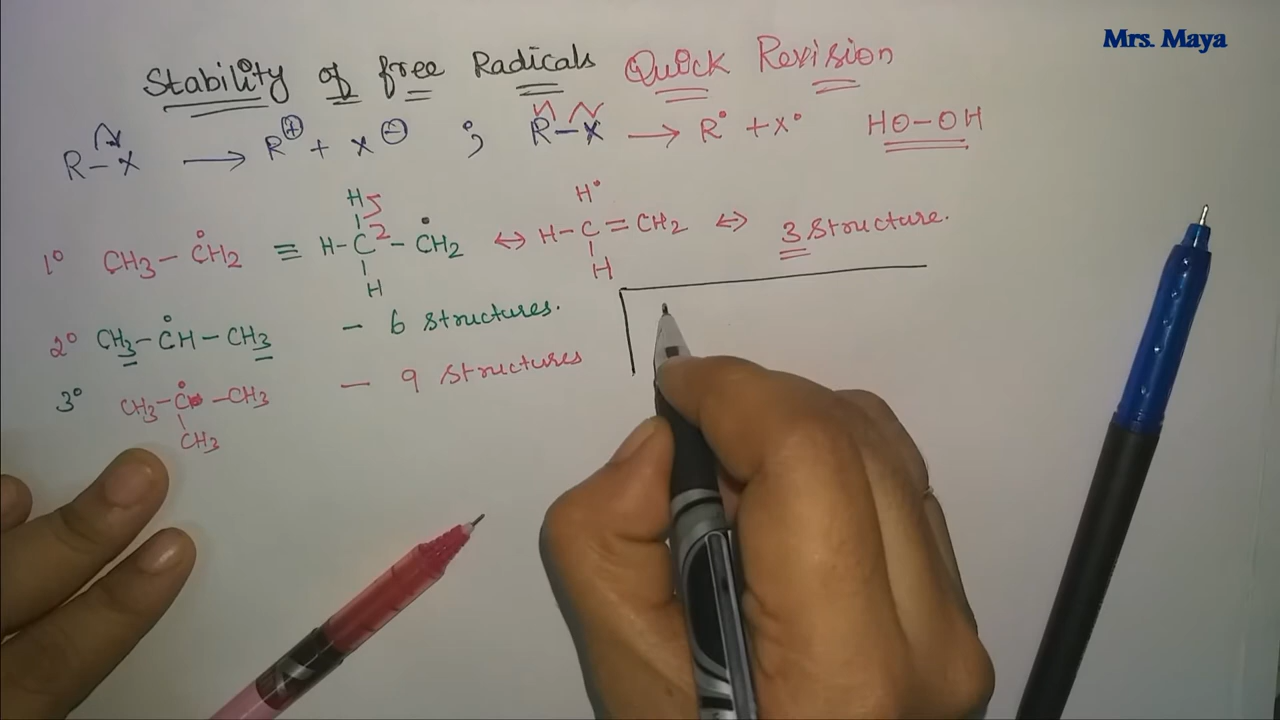 Mrs. Maya
Stability of free Radicals Quick Revision
R–X ⟶ R⊕ + X⊖ ; R–X ⟶ R• + X• HO–OH
1° CH3–ĊH2 ≡ H–C–ĊH2 ↔ H–C=CH2 ⇔ 3 structure.
H H•
H H
2° CH3–ĊH–CH3 – 6 structures.
3° CH3–Ċ–CH3 – 9 structures
CH3